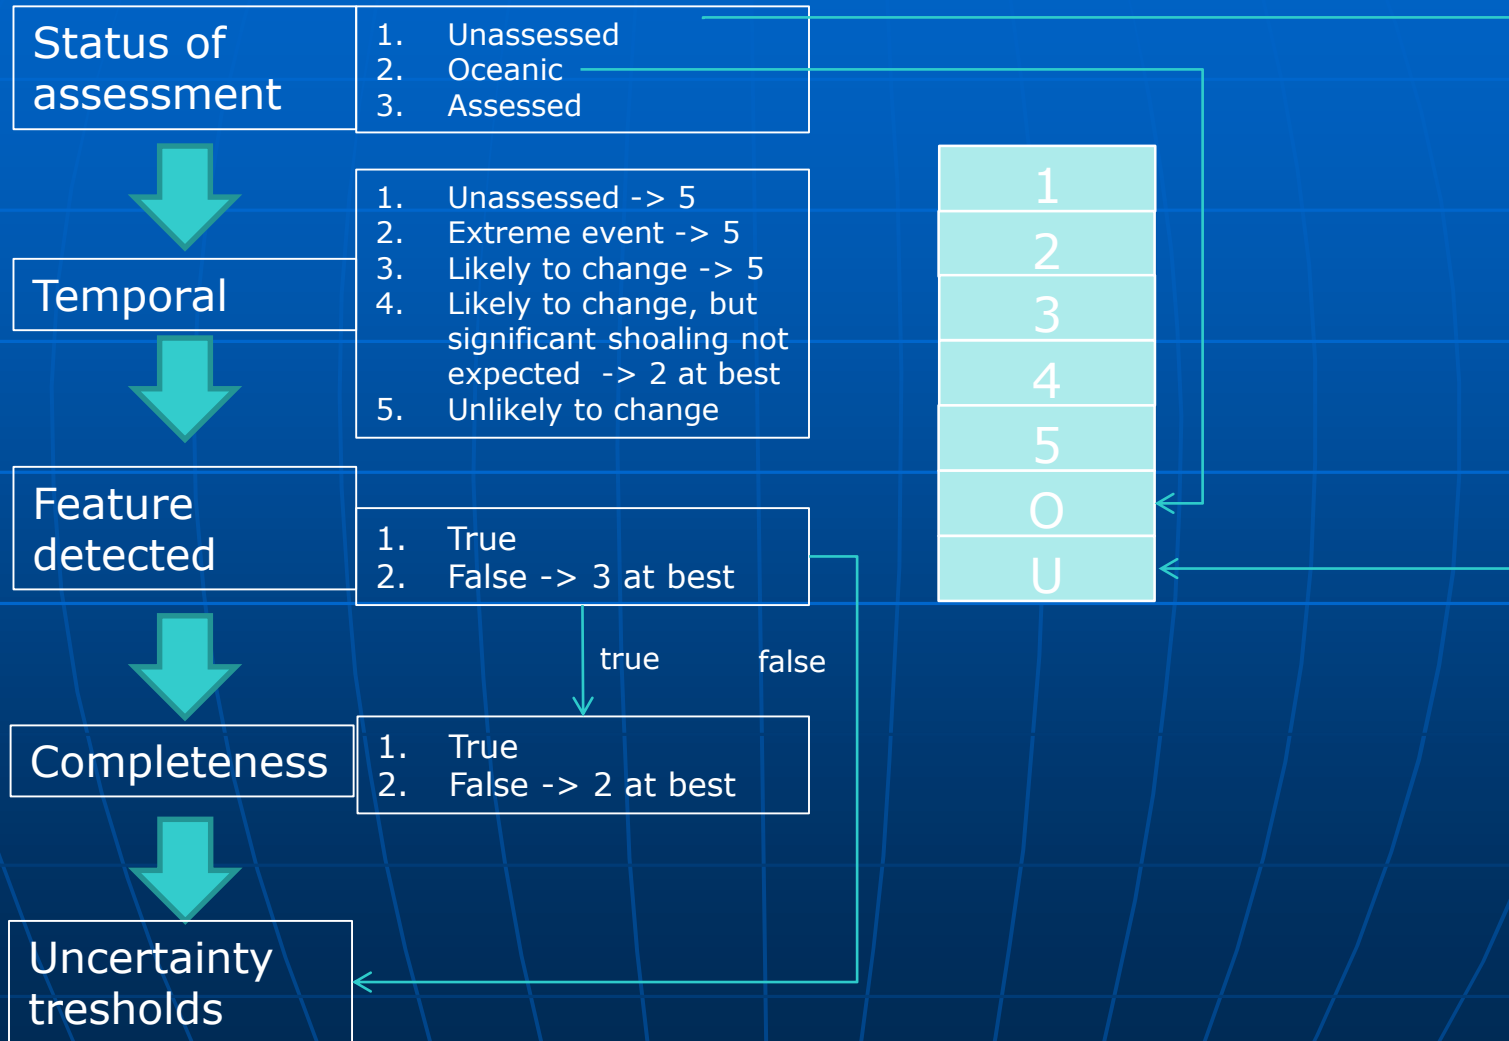 Status of
assessment
1. Unassessed
2. Oceanic
3. Assessed
Temporal
1. Unassessed -> 5
2. Extreme event -> 5
3. Likely to change -> 5
4. Likely to change, but
significant shoaling not
expected -> 2 at best
5. Unlikely to change
Feature
detected
1. True
2. False -> 3 at best
true
false
Completeness
1. True
2. False -> 2 at best
Uncertainty
tresholds
1
2
3
4
5
O
U